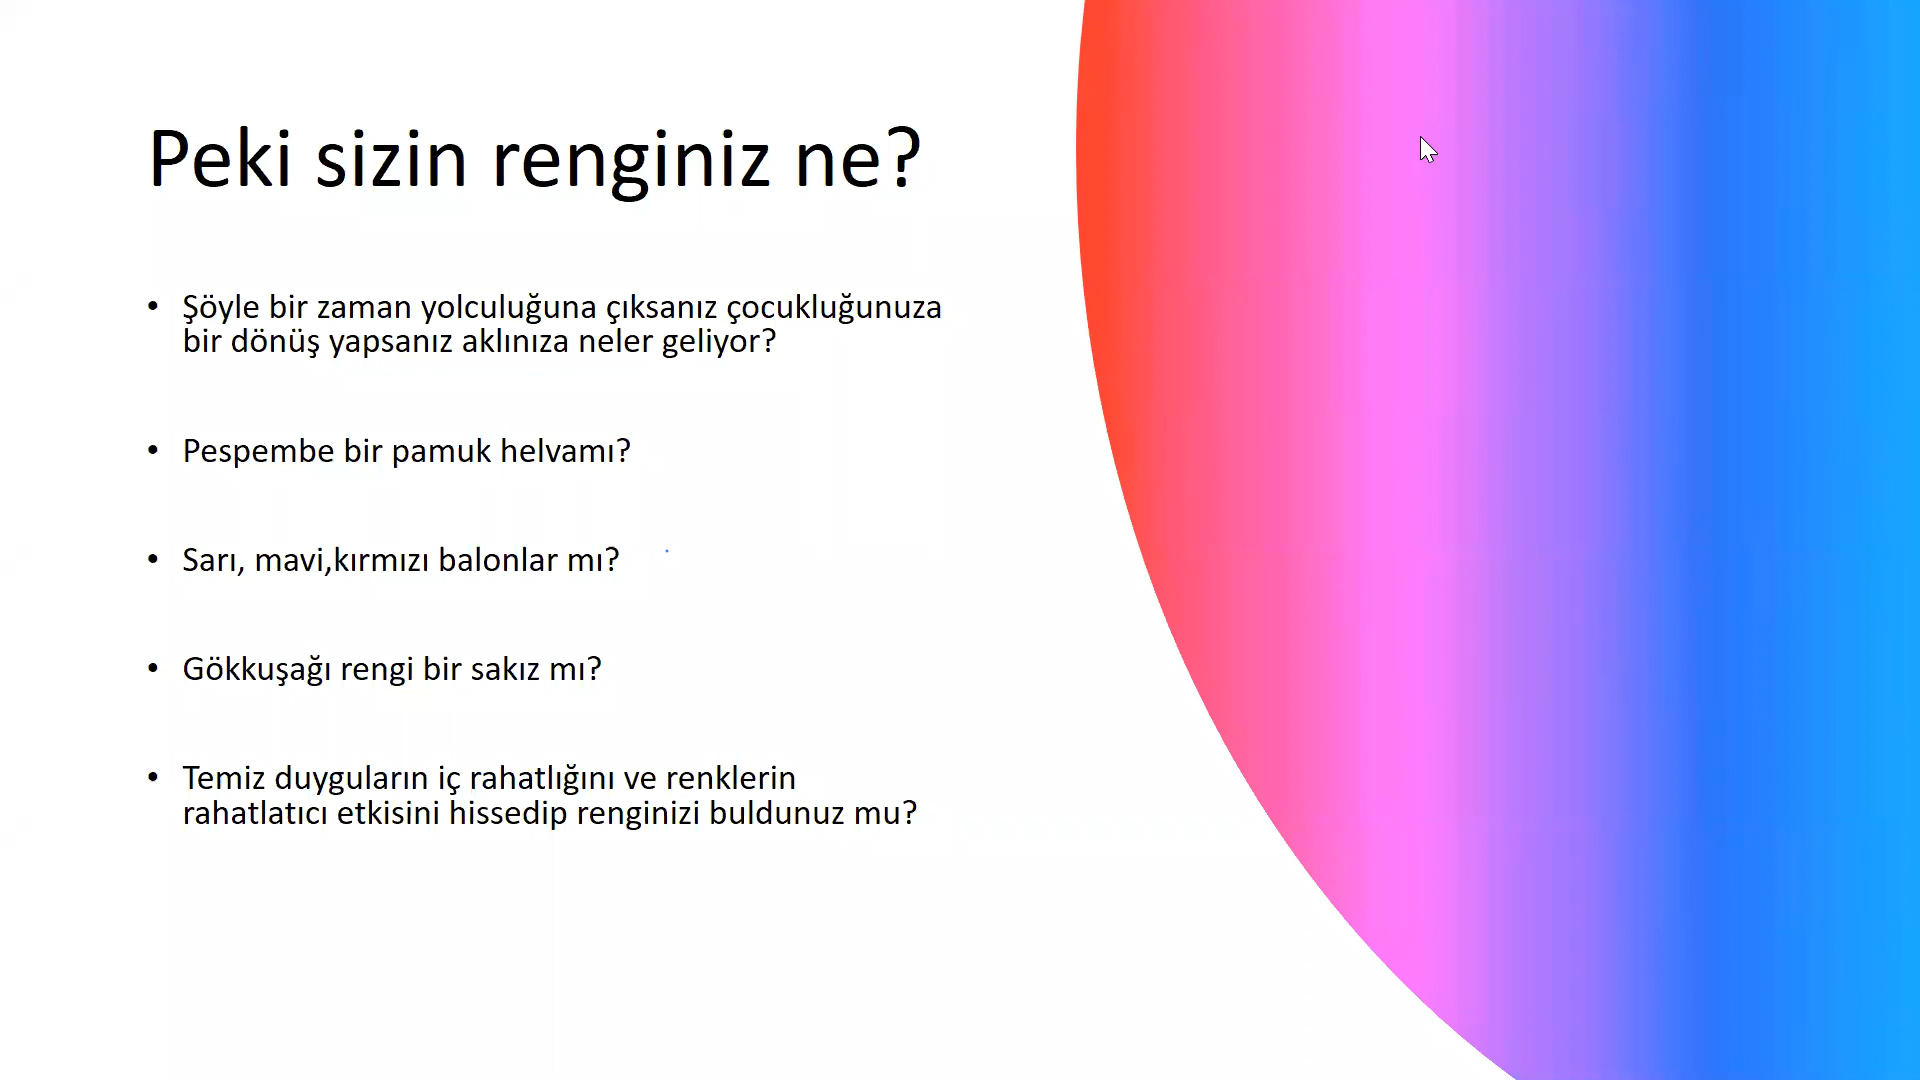 Peki sizin renginiz ne?
• Şöyle bir zaman yolculuğuna çıksanız çocukluğunuza
bir dönüş yapsanız aklınıza neler geliyor?
• Pespembe bir pamuk helvamı?
• Sarı, mavi,kırmızı balonlar mı?
• Gökkuşağı rengi bir sakız mı?
• Temiz duyguların iç rahatlığını ve renklerin
rahatlatıcı etkisini hissedip renginizi buldunuz mu?